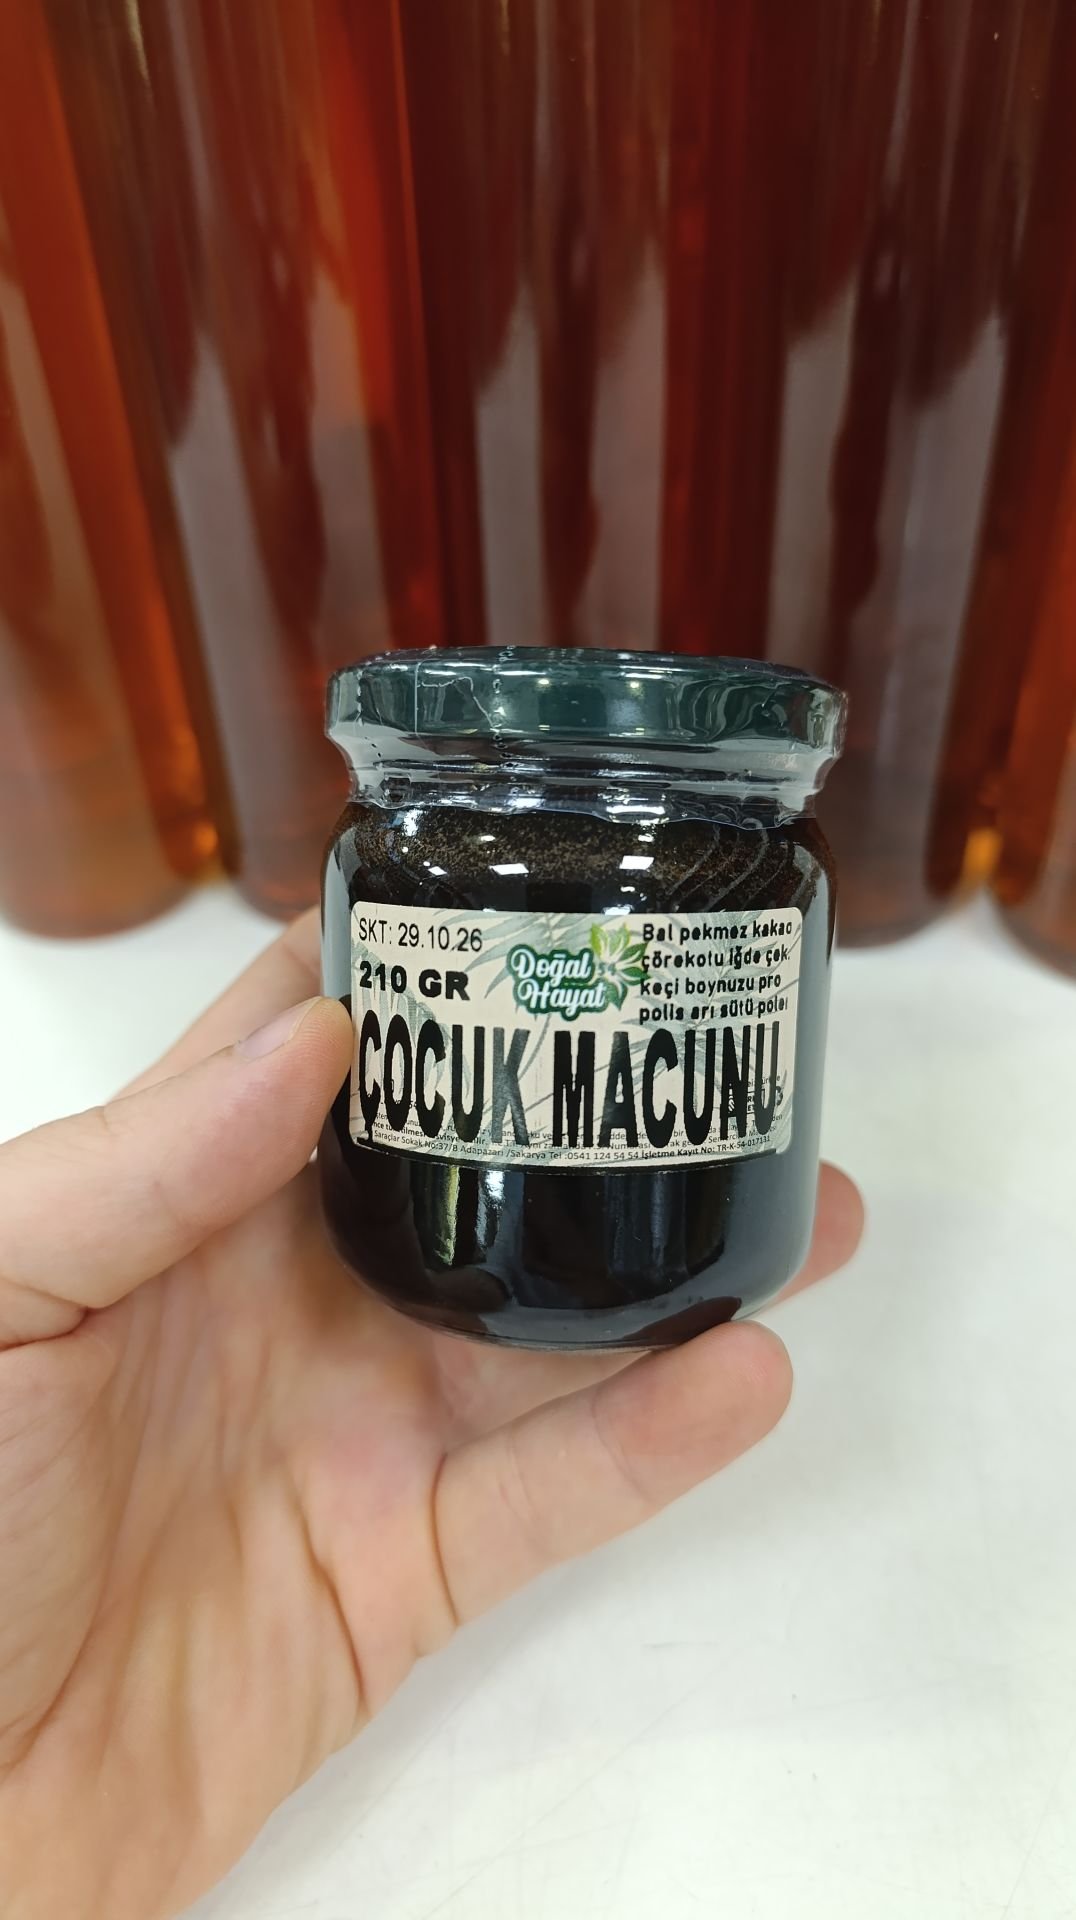 SKT: 29.10.26
210 GR
Doğal
Hayat
Bal pekmez kakao
çörekotu iğde çek.
keçi boynuzu pro
polis arı sütü polen
ÇOCUK MACUNU
Saraçlar Sokak No:37/B Adapazarı /Sakarya Tel :0541 124 54 54 İşletme Kayıt No: TR-K-54-017131